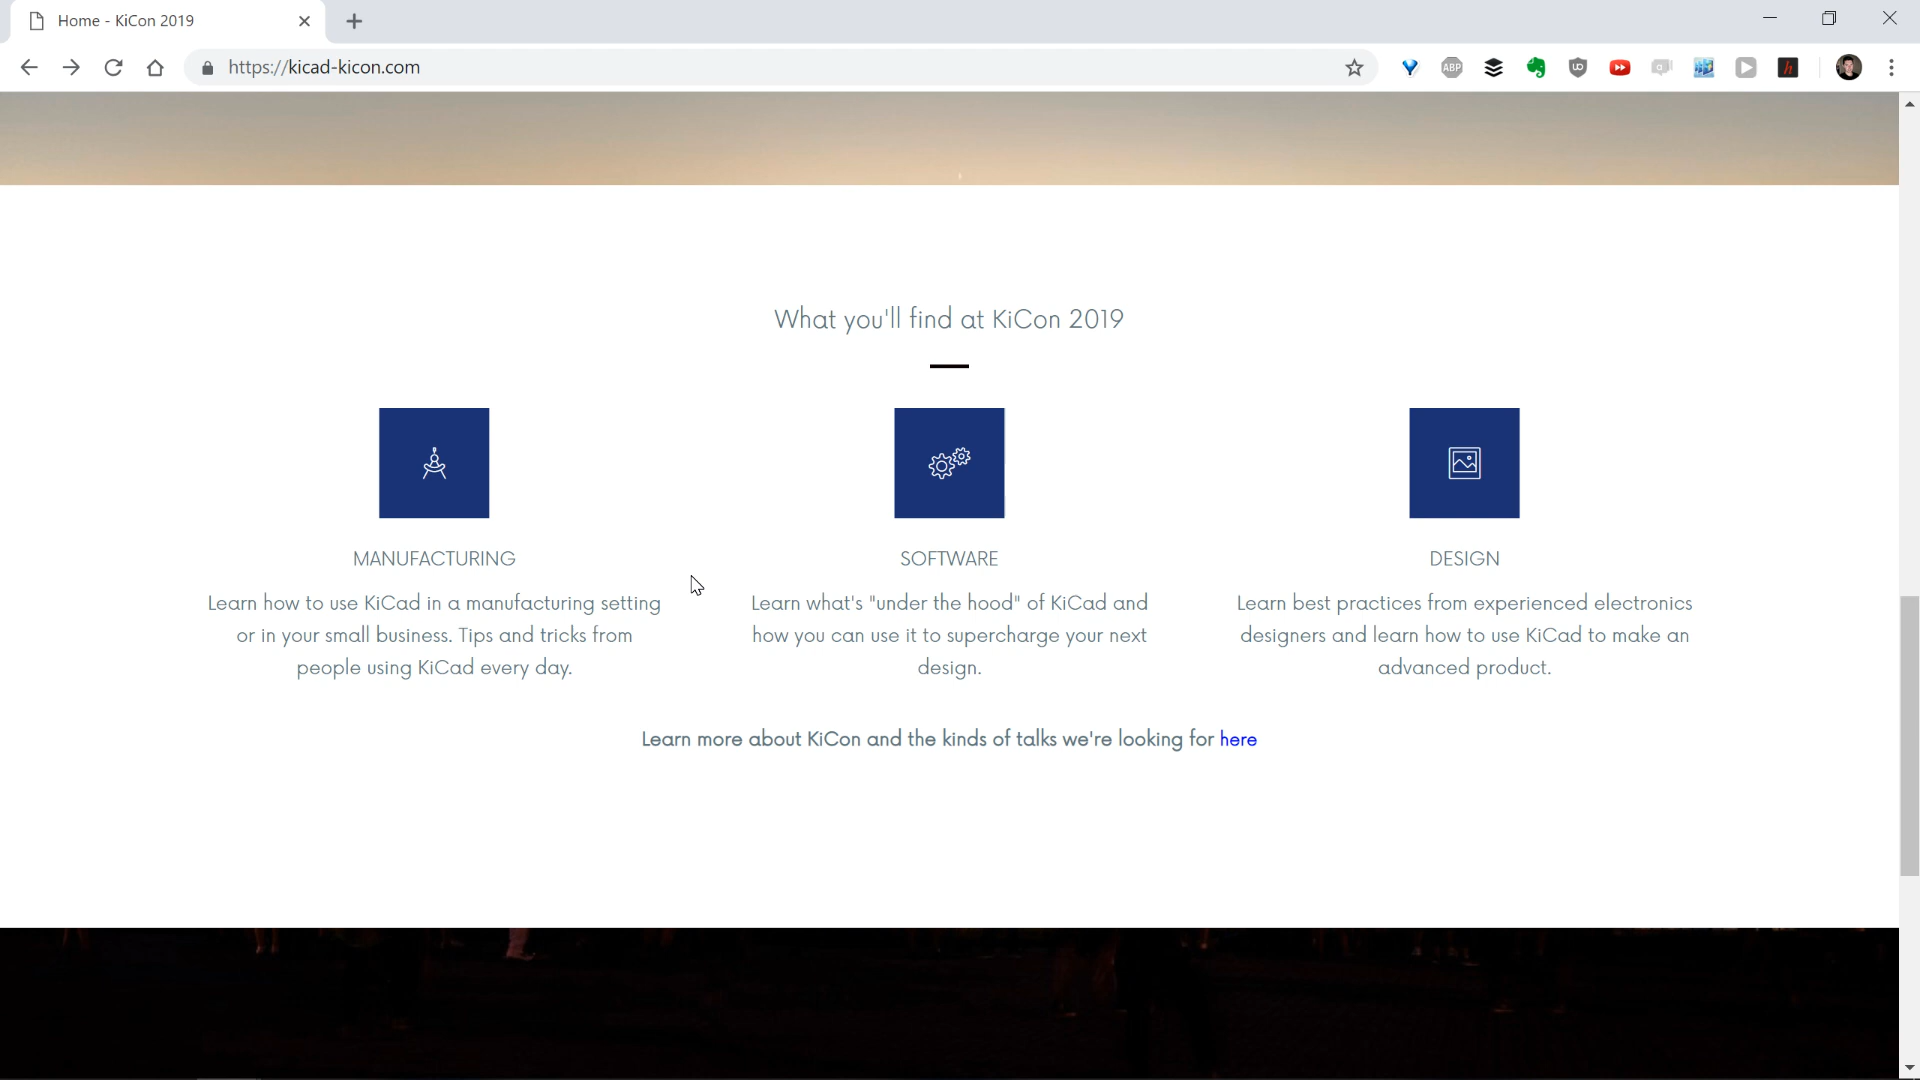 Home - KiCon 2019
https://kicad-kicon.com
ABP
What you'll find at KiCon 2019
MANUFACTURING
Learn how to use KiCad in a manufacturing setting
or in your small business. Tips and tricks from
people using KiCad every day.
SOFTWARE
Learn what's "under the hood" of KiCad and
how you can use it to supercharge your next
design.
DESIGN
Learn best practices from experienced electronics
designers and learn how to use KiCad to make an
advanced product.
Learn more about KiCon and the kinds of talks we're looking for here